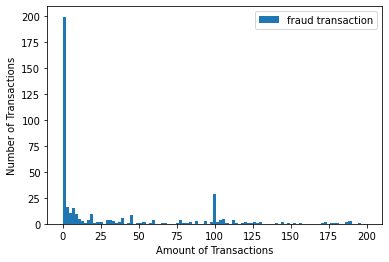 fraud transaction
200
175
150
125
100
75
50
25
0
Number of Transactions
0 25 50 75 100 125 150 175 200
Amount of Transactions